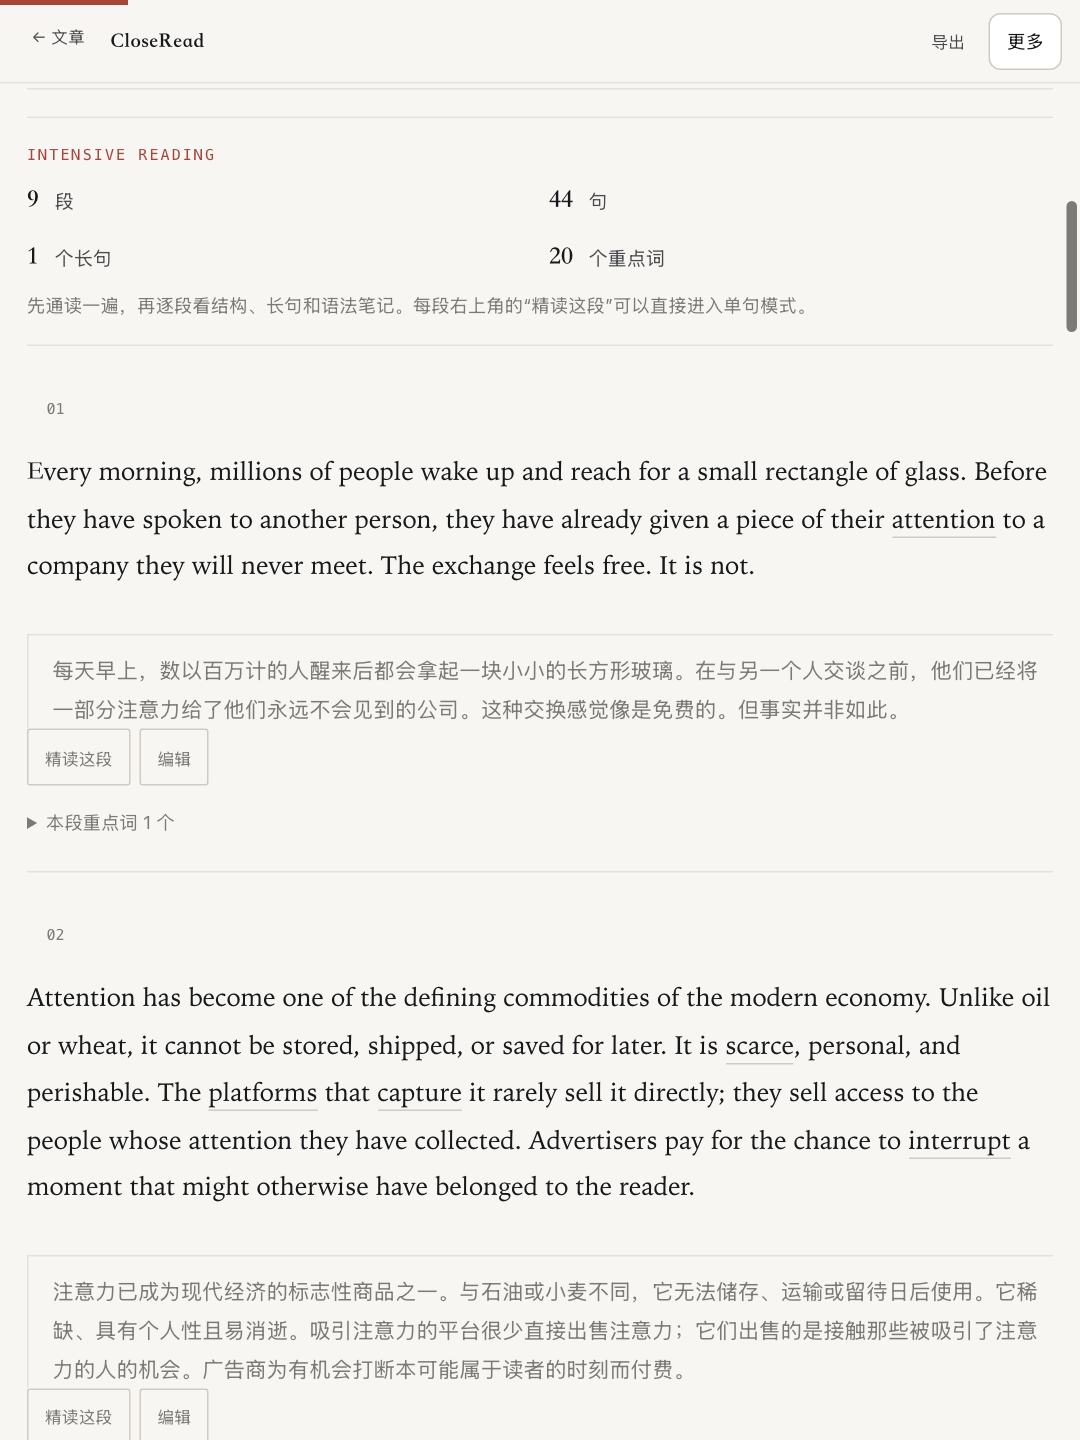 ← 文章 CloseRead 导出 更多
INTENSIVE READING
9 段 44 句
1 个长句 20 个重点词
先通读一遍，再逐段看结构、长句和语法笔记。每段右上角的“精读这段”可以直接进入单句模式。
01
Every morning, millions of people wake up and reach for a small rectangle of glass. Before
they have spoken to another person, they have already given a piece of their attention to a
company they will never meet. The exchange feels free. It is not.
每天早上，数以百万计的人醒来后都会拿起一块小小的长方形玻璃。在与另一个人交谈之前，他们已经将
一部分注意力给了他们永远不会见到的公司。这种交换感觉像是免费的。但事实并非如此。
精读这段 编辑
▶ 本段重点词 1 个
02
Attention has become one of the defining commodities of the modern economy. Unlike oil
or wheat, it cannot be stored, shipped, or saved for later. It is scarce, personal, and
perishable. The platforms that capture it rarely sell it directly; they sell access to the
people whose attention they have collected. Advertisers pay for the chance to interrupt a
moment that might otherwise have belonged to the reader.
注意力已成为现代经济的标志性商品之一。与石油或小麦不同，它无法储存、运输或留待日后使用。它稀
缺、具有个人性且易消逝。吸引注意力的平台很少直接出售注意力；它们出售的是接触那些被吸引了注意
力的人的机会。广告商为有机会打断本可能属于读者的时刻而付费。
精读这段 编辑